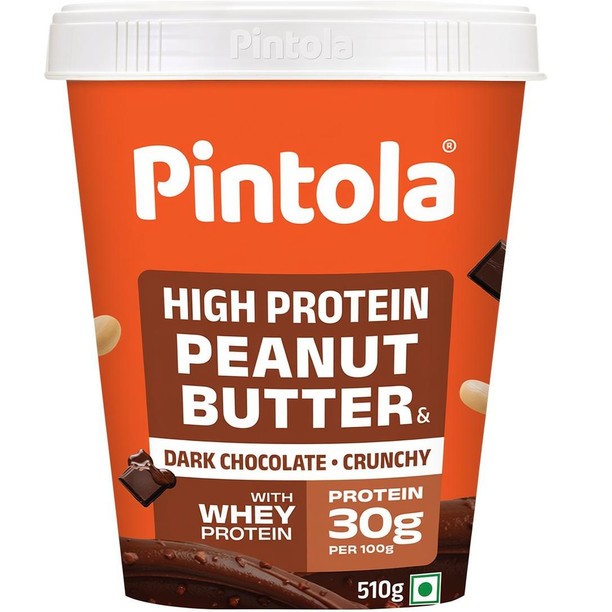 Pintola
Pintola®
HIGH PROTEIN
PEANUT
BUTTER &
DARK CHOCOLATE • CRUNCHY
WITH
WHEY
PROTEIN
PROTEIN
30g
PER 100g
510g